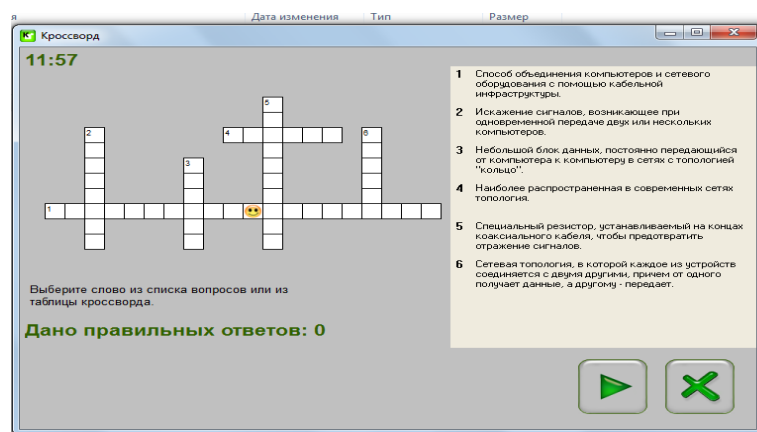 я Дата изменения Тип Размер
Кроссворд
11:57
5
2 4 6
3
1
Выберите слово из списка вопросов или из
таблицы кроссворда.
Дано правильных ответов: 0
1 Способ объединения компьютеров и сетевого
оборудования с помощью кабельной
инфраструктуры.
2 Искажение сигналов, возникающее при
одновременной передаче двух или нескольких
компьютеров.
3 Небольшой блок данных, постоянно передающийся
от компьютера к компьютеру в сетях с топологией
"кольцо".
4 Наиболее распространенная в современных сетях
топология.
5 Специальный резистор, устанавливаемый на концах
коаксиального кабеля, чтобы предотвратить
отражение сигналов.
6 Сетевая топология, в которой каждое из устройств
соединяется с двумя другими, причем от одного
получает данные, а другому - передает.